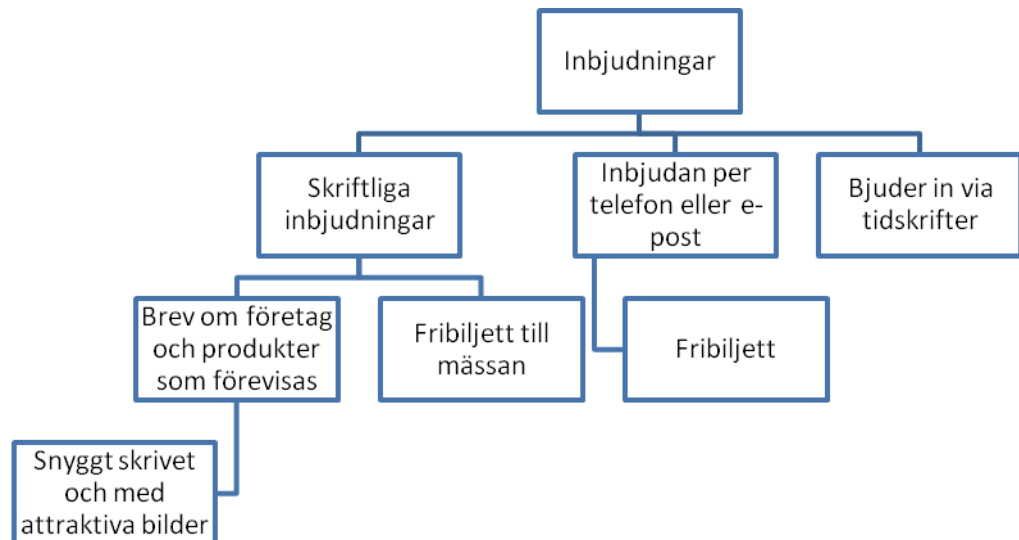 Inbjudningar
Skriftliga
inbjudningar
Inbjudan per
telefon eller e-
post
Bjuder in via
tidskrifter
Brev om företag
och produkter
som förevisas
Fribiljett till
mässan
Fribiljett
Snyggt skrivet
och med
attraktiva bilder